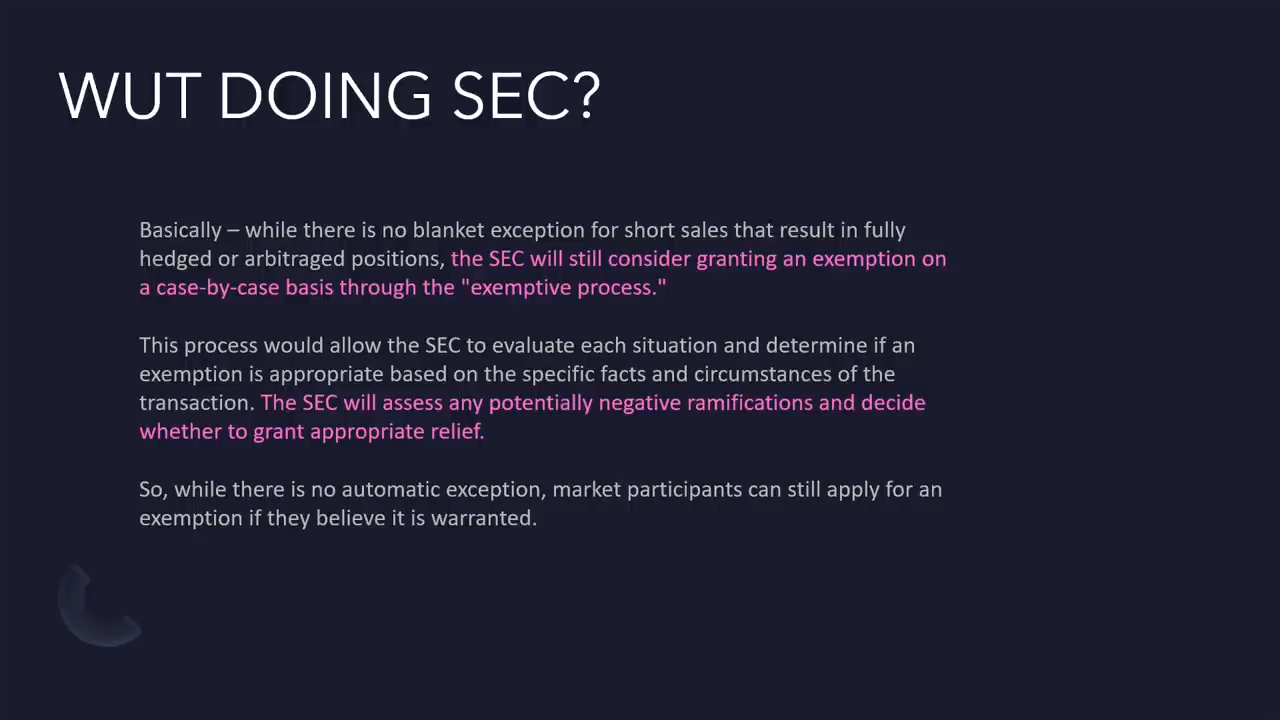 WUT DOING SEC?
Basically – while there is no blanket exception for short sales that result in fully
hedged or arbitraged positions, the SEC will still consider granting an exemption on
a case-by-case basis through the "exemptive process."
This process would allow the SEC to evaluate each situation and determine if an
exemption is appropriate based on the specific facts and circumstances of the
transaction. The SEC will assess any potentially negative ramifications and decide
whether to grant appropriate relief.
So, while there is no automatic exception, market participants can still apply for an
exemption if they believe it is warranted.